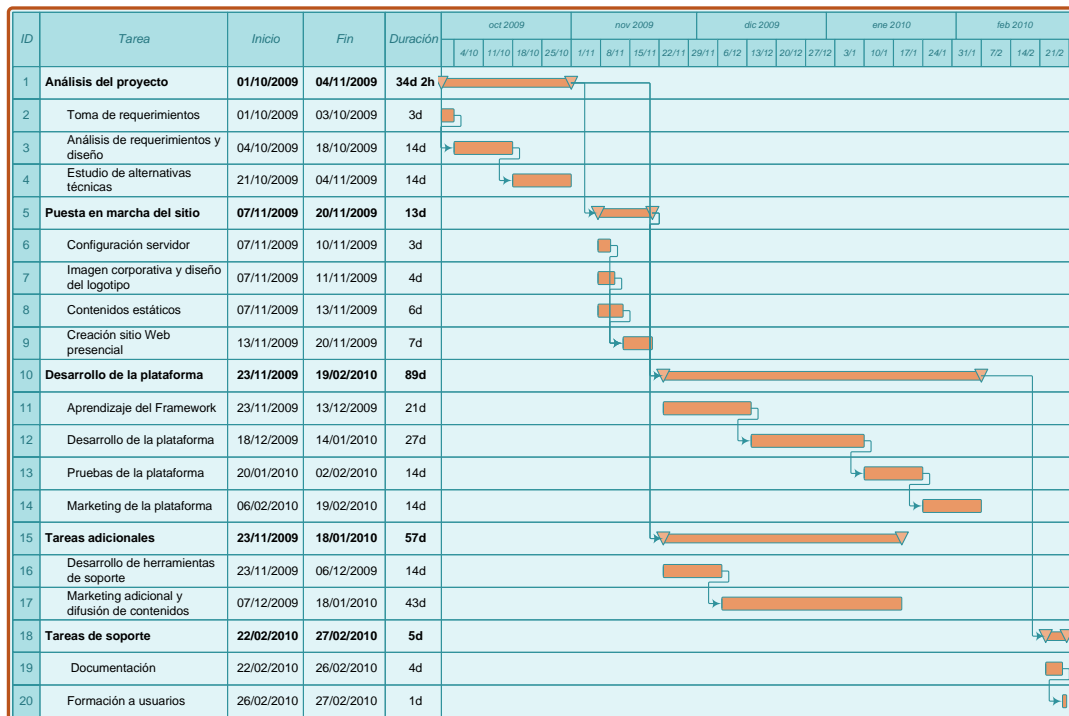 ID Tarea Inicio Fin Duración oct 2009 nov 2009 dic 2009 ene 2010 feb 2010
4/10 11/10 18/10 25/10 1/11 8/11 15/11 22/11 29/11 6/12 13/12 20/12 27/12 3/1 10/1 17/1 24/1 31/1 7/2 14/2 21/2
1 Análisis del proyecto 01/10/2009 04/11/2009 34d 2h
2 Toma de requerimientos 01/10/2009 03/10/2009 3d
3 Análisis de requerimientos y
diseño 04/10/2009 18/10/2009 14d
4 Estudio de alternativas
técnicas 21/10/2009 04/11/2009 14d
5 Puesta en marcha del sitio 07/11/2009 20/11/2009 13d
6 Configuración servidor 07/11/2009 10/11/2009 3d
7 Imagen corporativa y diseño
del logotipo 07/11/2009 11/11/2009 4d
8 Contenidos estáticos 07/11/2009 13/11/2009 6d
9 Creación sitio Web
presencial 13/11/2009 20/11/2009 7d
10 Desarrollo de la plataforma 23/11/2009 19/02/2010 89d
11 Aprendizaje del Framework 23/11/2009 13/12/2009 21d
12 Desarrollo de la plataforma 18/12/2009 14/01/2010 27d
13 Pruebas de la plataforma 20/01/2010 02/02/2010 14d
14 Marketing de la plataforma 06/02/2010 19/02/2010 14d
15 Tareas adicionales 23/11/2009 18/01/2010 57d
16 Desarrollo de herramientas
de soporte 23/11/2009 06/12/2009 14d
17 Marketing adicional y
difusión de contenidos 07/12/2009 18/01/2010 43d
18 Tareas de soporte 22/02/2010 27/02/2010 5d
19 Documentación 22/02/2010 26/02/2010 4d
20 Formación a usuarios 26/02/2010 27/02/2010 1d